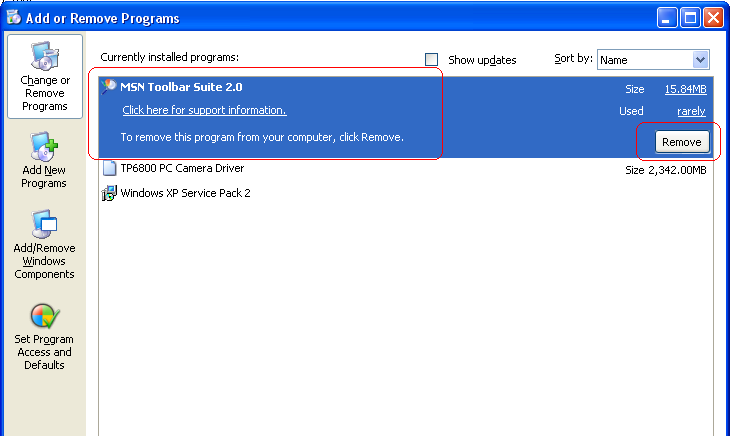 Add or Remove Programs
Change or
Remove
Programs
Add New
Programs
Add/Remove
Windows
Components
Set Program
Access and
Defaults
Currently installed programs:
Show updates
Sort by:
Name
MSN Toolbar Suite 2.0
Size 15.84MB
Click here for support information.
Used rarely
To remove this program from your computer, click Remove.
Remove
TP6800 PC Camera Driver
Size 2,342.00MB
Windows XP Service Pack 2